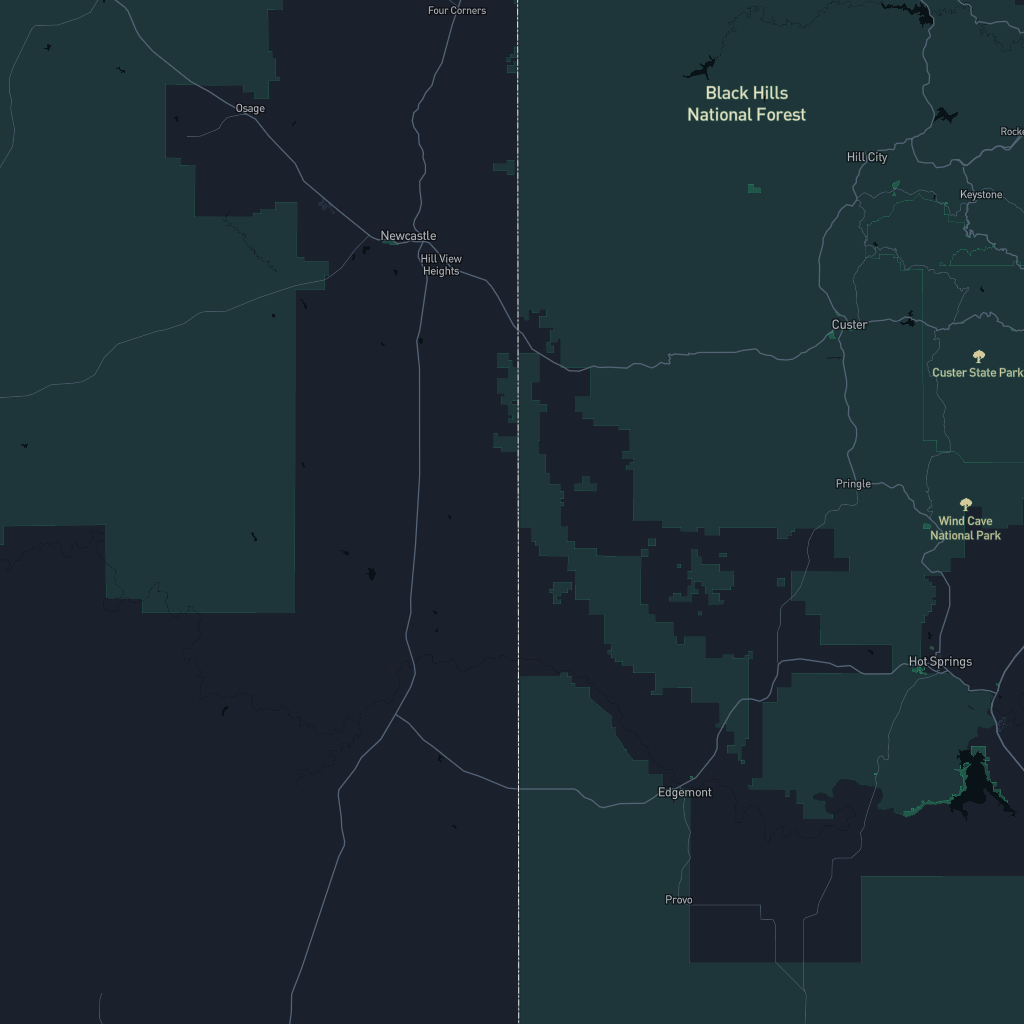 Four Corners
Black Hills
National Forest
Osage
Rocke
Hill City
Keystone
Newcastle
Hill View
Heights
Custer
Custer State Park
Pringle
Wind Cave
National Park
Hot Springs
Edgemont
Provo